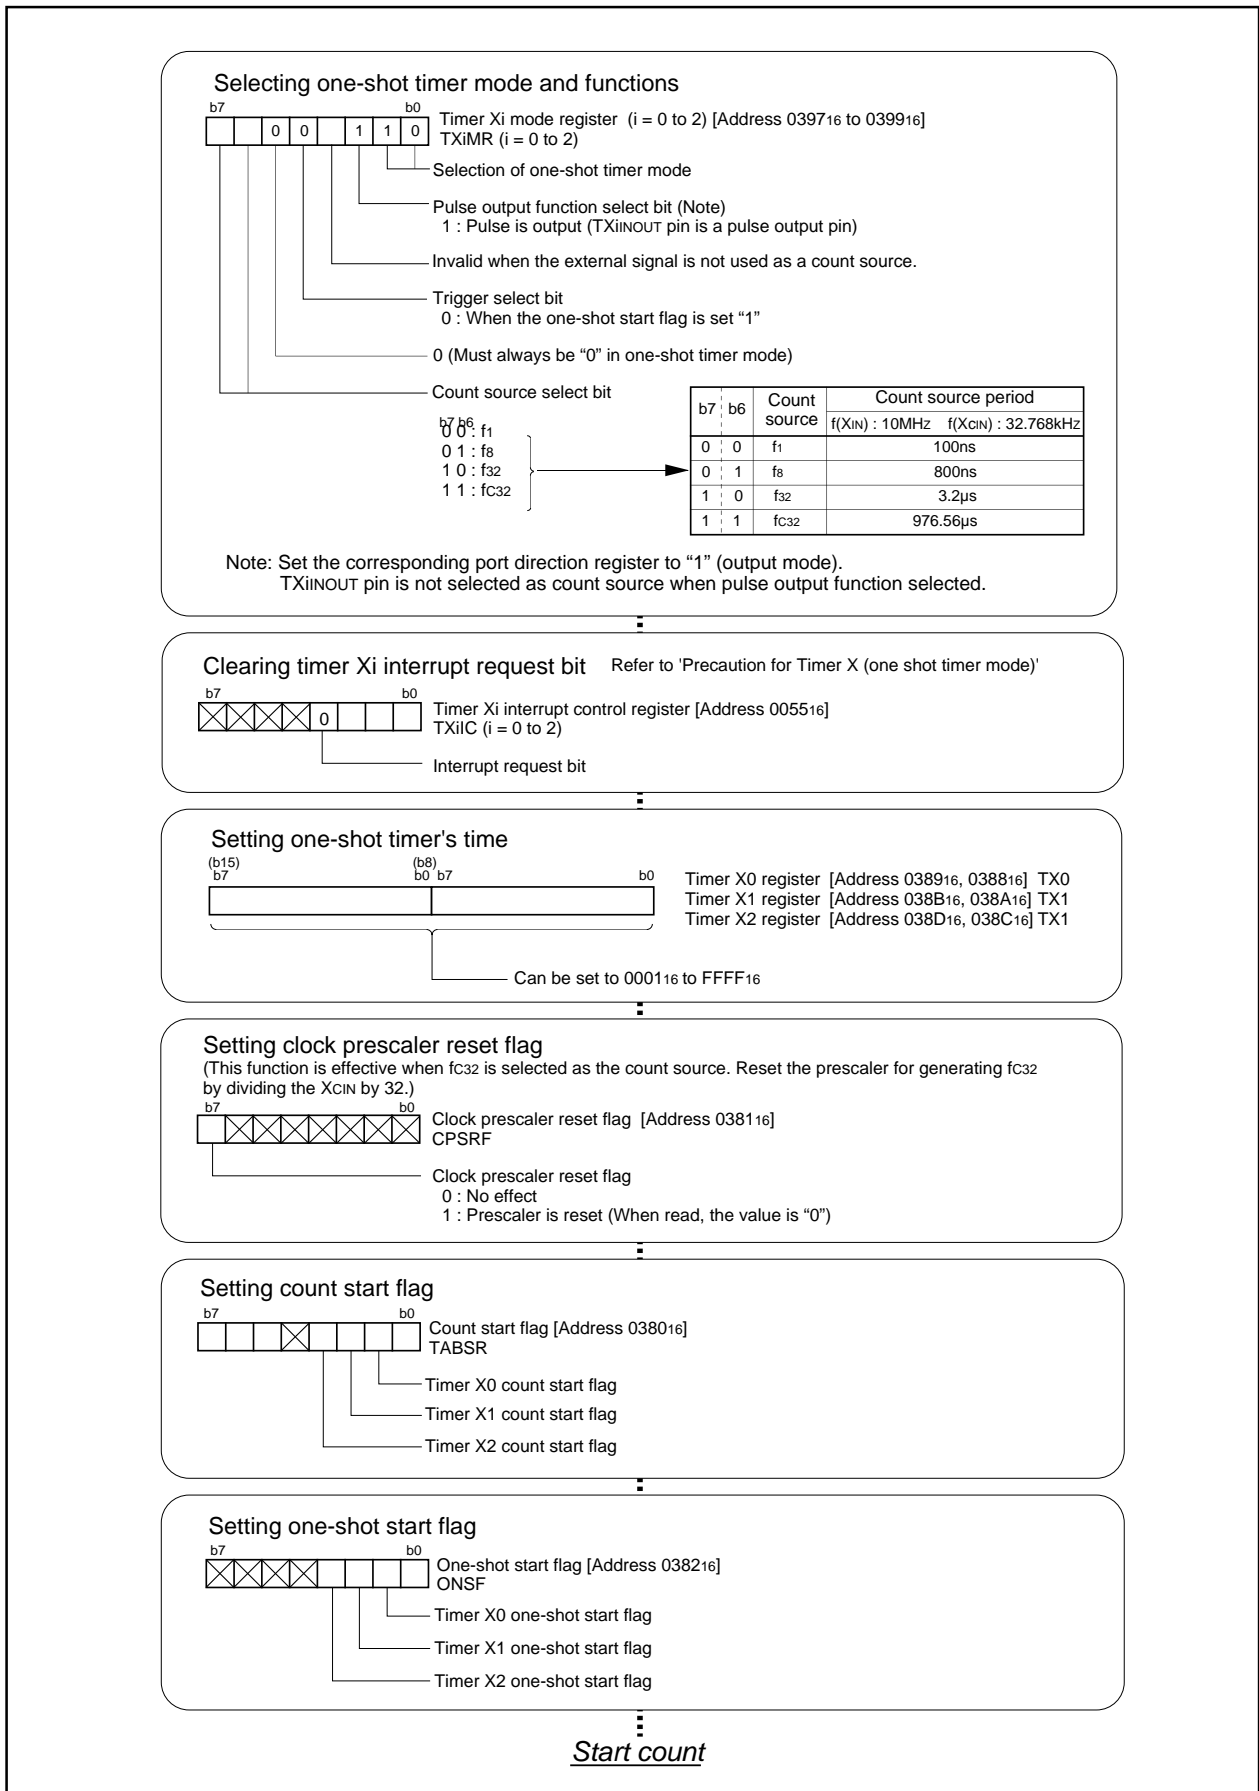 Selecting one-shot timer mode and functions
b7 b0
0 0 1 1 0
Timer Xi mode register (i = 0 to 2) [Address 039716 to 039916]
TXiMR (i = 0 to 2)
Selection of one-shot timer mode
Pulse output function select bit (Note)
1 : Pulse is output (TXiINOUT pin is a pulse output pin)
Invalid when the external signal is not used as a count source.
Trigger select bit
0 : When the one-shot start flag is set “1”
0 (Must always be “0” in one-shot timer mode)
Count source select bit
b7 b6
0 0 : f1
0 1 : f8
1 0 : f32
1 1 : fC32
b7 b6 Count source Count source period
f(XIN) : 10MHz f(XCIN) : 32.768kHz
0 0 f1 100ns
0 1 f8 800ns
1 0 f32 3.2µs
1 1 fC32 976.56µs
Note: Set the corresponding port direction register to “1” (output mode).
TXiINOUT pin is not selected as count source when pulse output function selected.
Clearing timer Xi interrupt request bit Refer to 'Precaution for Timer X (one shot timer mode)'
b7 b0
0
Timer Xi interrupt control register [Address 005516]
TXiIC (i = 0 to 2)
Interrupt request bit
Setting one-shot timer's time
(b15) (b8)
b7 b0 b7 b0
Timer X0 register [Address 038916, 038816] TX0
Timer X1 register [Address 038B16, 038A16] TX1
Timer X2 register [Address 038D16, 038C16] TX1
Can be set to 000116 to FFFF16
Setting clock prescaler reset flag
(This function is effective when fC32 is selected as the count source. Reset the prescaler for generating fC32
by dividing the XCIN by 32.)
b7 b0
Clock prescaler reset flag [Address 038116]
CPSRF
Clock prescaler reset flag
0 : No effect
1 : Prescaler is reset (When read, the value is “0”)
Setting count start flag
b7 b0
Count start flag [Address 038016]
TABSR
Timer X0 count start flag
Timer X1 count start flag
Timer X2 count start flag
Setting one-shot start flag
b7 b0
One-shot start flag [Address 038216]
ONSF
Timer X0 one-shot start flag
Timer X1 one-shot start flag
Timer X2 one-shot start flag
Start count